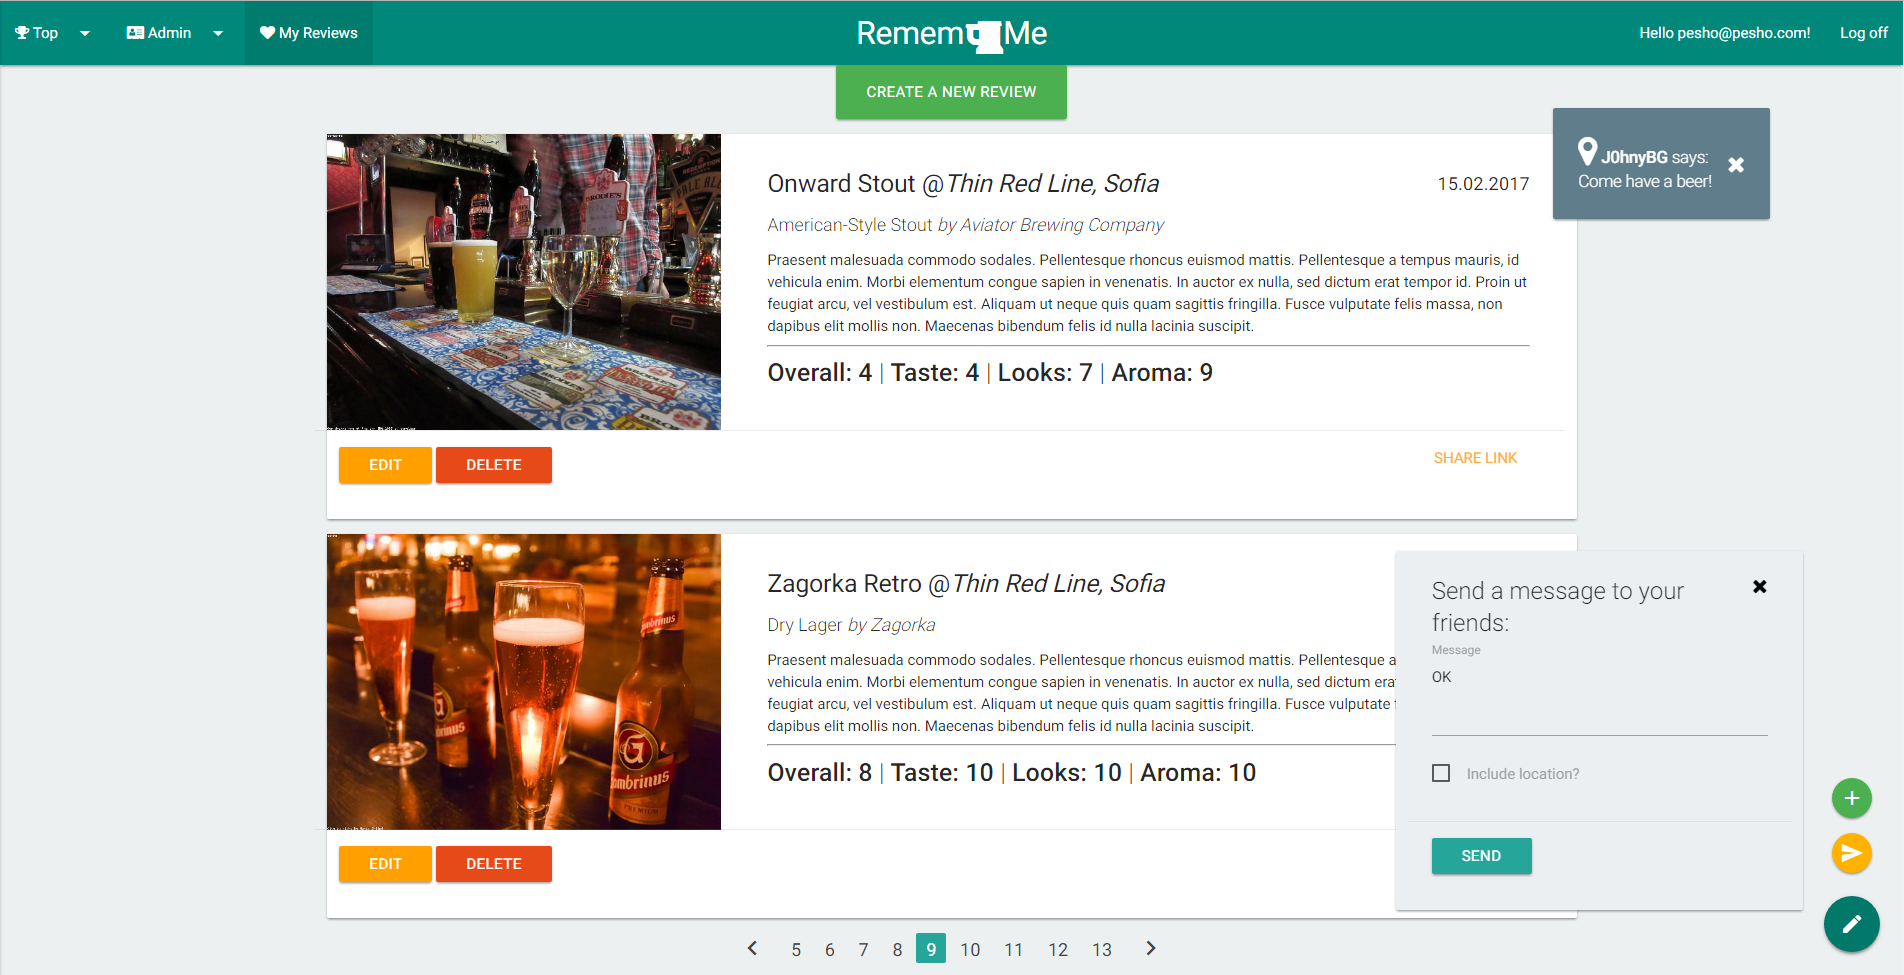 Top
Admin
My Reviews
Remem Me
Hello pesho@pesho.com!
Log off
CREATE A NEW REVIEW
J0hnyBG says:
Come have a beer!
BRODIE'S
PALE ALE
Onward Stout @Thin Red Line, Sofia
15.02.2017
American-Style Stout by Aviator Brewing Company
Praesent malesuada commodo sodales. Pellentesque rhoncus euismod mattis. Pellentesque a tempus mauris, id
vehicula enim. Morbi elementum congue sapien in venenatis. In auctor ex nulla, sed dictum erat tempor id. Proin ut
feugiat arcu, vel vestibulum est. Aliquam ut neque quis quam sagittis fringilla. Fusce vulputate felis massa, non
dapibus elit mollis non. Maecenas bibendum felis id nulla lacinia suscipit.
Overall: 4 | Taste: 4 | Looks: 7 | Aroma: 9
EDIT
DELETE
SHARE LINK
Zagorka Retro @Thin Red Line, Sofia
Dry Lager by Zagorka
Praesent malesuada commodo sodales. Pellentesque rhoncus euismod mattis. Pellentesque a
vehicula enim. Morbi elementum congue sapien in venenatis. In auctor ex nulla, sed dictum era
feugiat arcu, vel vestibulum est. Aliquam ut neque quis quam sagittis fringilla. Fusce vulputate
dapibus elit mollis non. Maecenas bibendum felis id nulla lacinia suscipit.
Overall: 8 | Taste: 10 | Looks: 10 | Aroma: 10
EDIT
DELETE
Send a message to your
friends:
Message
OK
Include location?
SEND
5 6 7 8 9 10 11 12 13